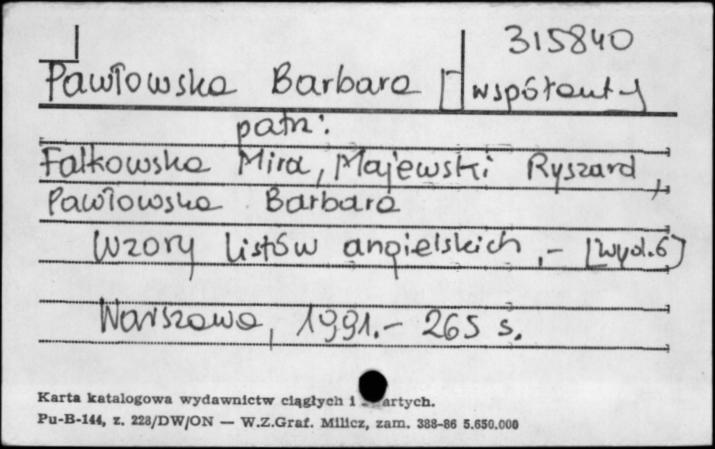 315840
Pawłowska Barbara [współaut.]
patrz:
Falkowska Mira, Majewski Ryszard,
Pawłowska Barbara
Wzory listów angielskich .- [wyd.6]
Warszawa, 1991.- 265 s.
Karta katalogowa wydawnictw ciągłych i artych.
Pu-B-144, z. 228/DW/ON — W.Z.Graf. Milicz, zam. 388-86 5.650.000